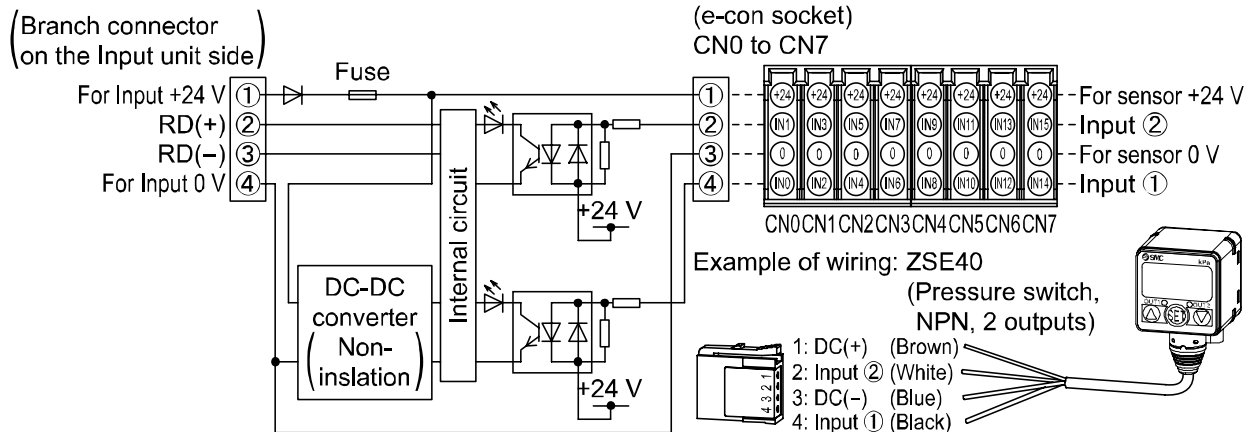 (Branch connector
on the Input unit side)
Fuse
For Input +24 V ①
RD(+) ②
RD(−) ③
For Input 0 V ④
Internal circuit
DC-DC
converter
(Non-
inslation)
+24 V
+24 V
①
②
③
④
(e-con socket)
CN0 to CN7
+24 +24 +24 +24 +24 +24 +24 +24 For sensor +24 V
IN1 IN3 IN5 IN7 IN9 IN11 IN13 IN15 Input ②
0 0 0 0 0 0 0 0 For sensor 0 V
IN0 IN2 IN4 IN6 IN8 IN10 IN12 IN14 Input ①
CN0 CN1 CN2 CN3 CN4 CN5 CN6 CN7
Example of wiring: ZSE40
(Pressure switch,
NPN, 2 outputs)
SMC kPa
OUT1 OUT2
SET
4 3 2 1
1: DC(+) (Brown)
2: Input ② (White)
3: DC(−) (Blue)
4: Input ① (Black)